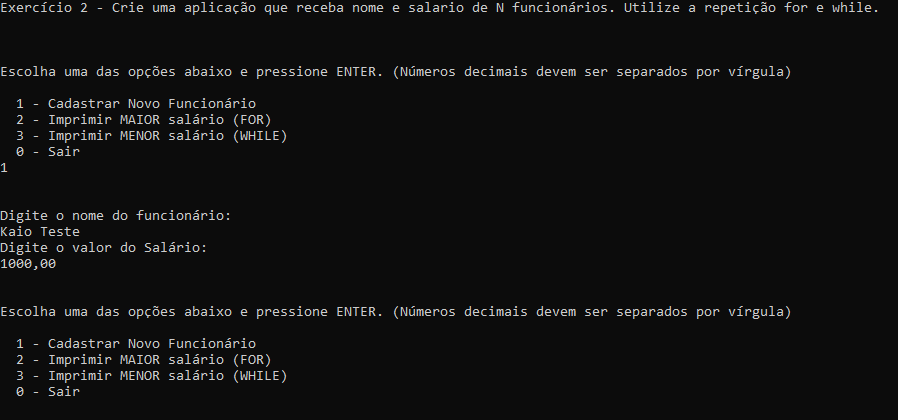 Exercício 2 - Crie uma aplicação que receba nome e salario de N funcionários. Utilize a repetição for e while.
Escolha uma das opções abaixo e pressione ENTER. (Números decimais devem ser separados por vírgula)
1 - Cadastrar Novo Funcionário
2 - Imprimir MAIOR salário (FOR)
3 - Imprimir MENOR salário (WHILE)
0 - Sair
1
Digite o nome do funcionário:
Kaio Teste
Digite o valor do Salário:
1000,00
Escolha uma das opções abaixo e pressione ENTER. (Números decimais devem ser separados por vírgula)
1 - Cadastrar Novo Funcionário
2 - Imprimir MAIOR salário (FOR)
3 - Imprimir MENOR salário (WHILE)
0 - Sair